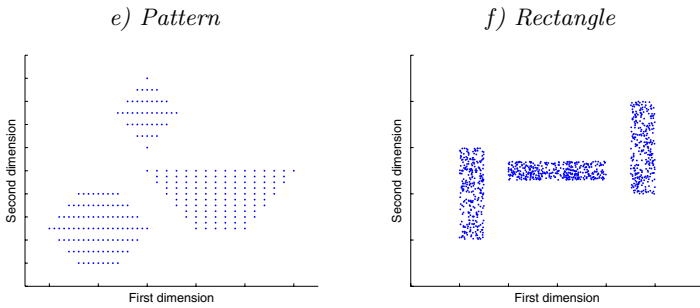 e) Pattern
f) Rectangle
Second dimension
First dimension
Second dimension
First dimension